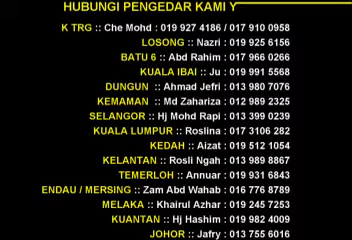 HUBUNGI PENGEDAR KAMI Y
K TRG :: Che Mohd : 019 927 4186 / 017 910 0958
LOSONG :: Nazri : 019 925 6156
BATU 6 :: Abd Rahim : 017 966 0266
KUALA IBAI :: Ju : 019 991 5568
DUNGUN :: Ahmad Jefri : 013 980 7076
KEMAMAN :: Md Zahariza : 012 989 2325
SELANGOR :: Hj Mohd Rapi : 013 399 0239
KUALA LUMPUR :: Roslina : 017 3106 282
KEDAH :: Aizat : 019 512 1054
KELANTAN :: Rosli Ngah : 013 989 8867
TEMERLOH :: Annuar : 019 931 6843
ENDAU / MERSING :: Zam Abd Wahab : 016 776 8789
MELAKA :: Khairul Azhar : 019 245 7253
KUANTAN :: Hj Hashim : 019 982 4009
JOHOR :: Jafry : 013 755 6016